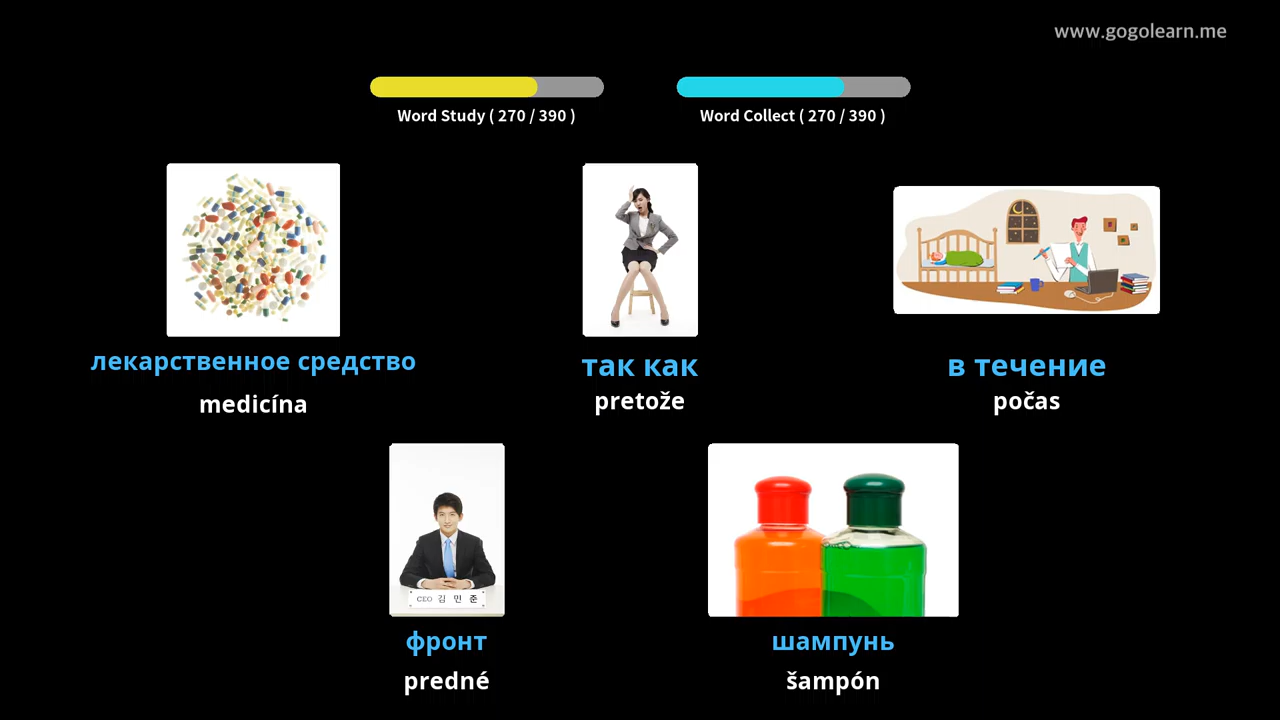 www.gogolearn.me
Word Study ( 270 / 390 )
Word Collect ( 270 / 390 )
лекарственное средство
medicína
так как
pretože
в течение
počas
CEO 김 민 준
фронт
predné
шампунь
šampón